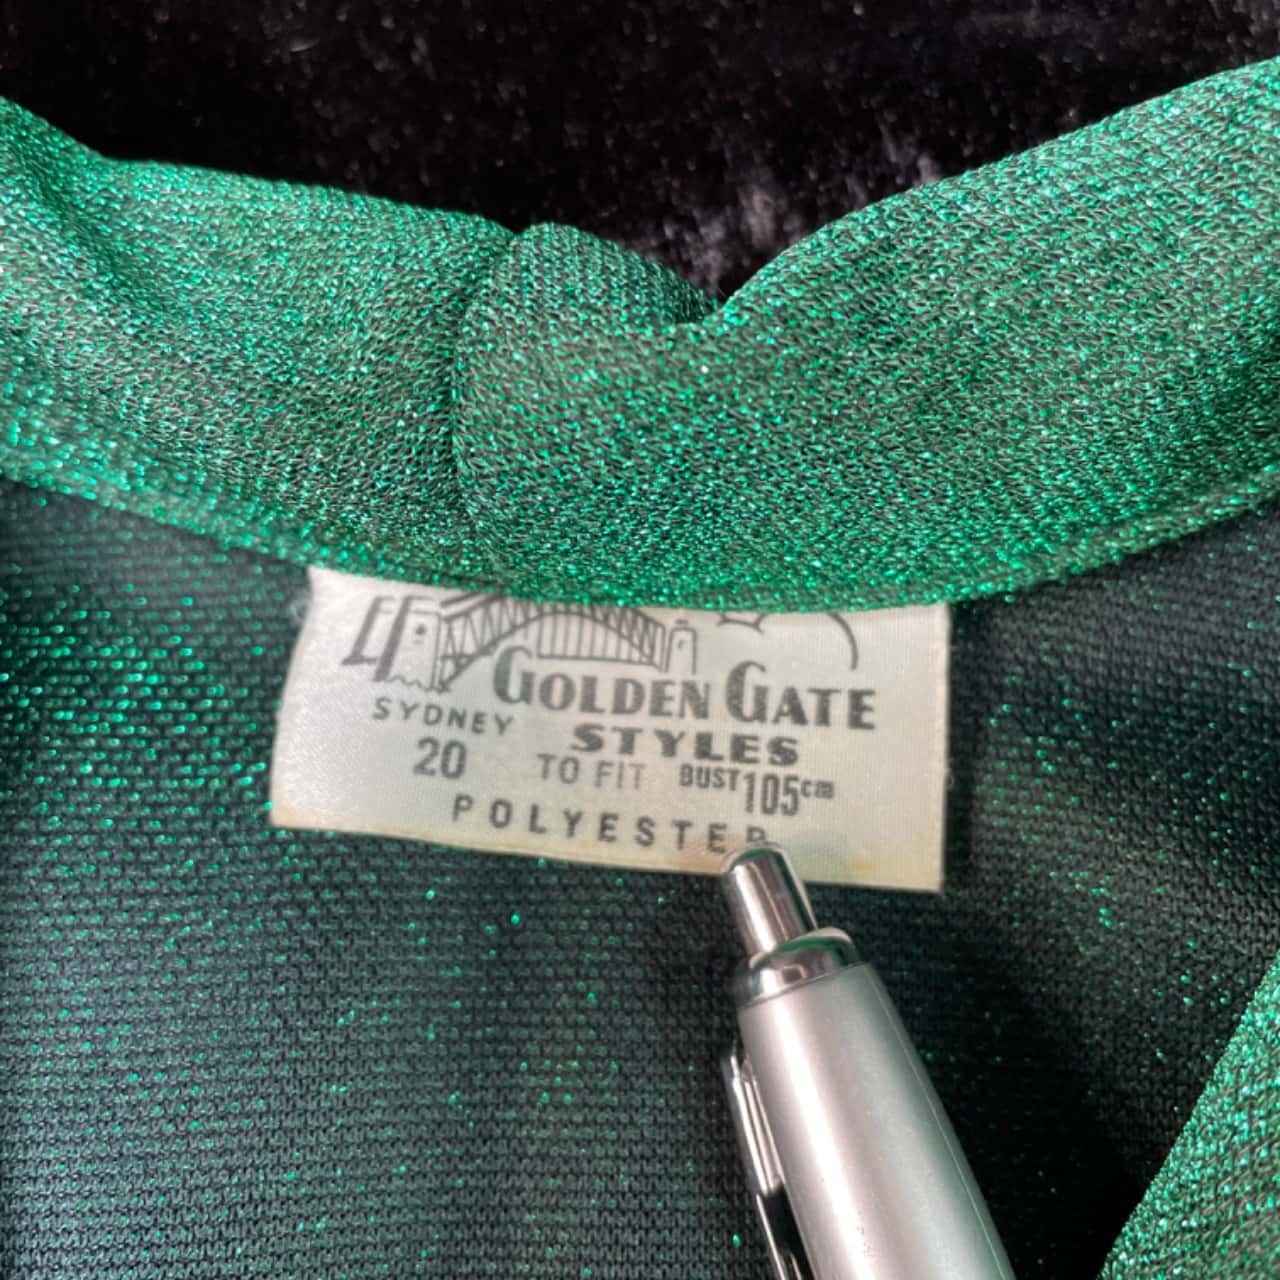 GOLDEN GATE
SYDNEY STYLES
20 TO FIT BUST 105cm
POLYESTER